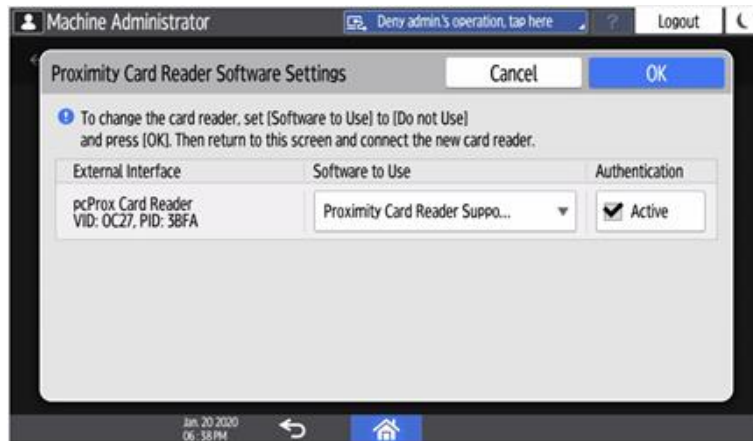 Machine Administrator
Deny admin.'s operation, tap here
?
Logout
Proximity Card Reader Software Settings
Cancel
OK
To change the card reader, set [Software to Use] to [Do not Use]
and press [OK]. Then return to this screen and connect the new card reader.
External Interface
Software to Use
Authentication
pcProx Card Reader
VID: 0C27, PID: 3BFA
Proximity Card Reader Suppo...
Active
Jan. 20 2020
06:38 PM